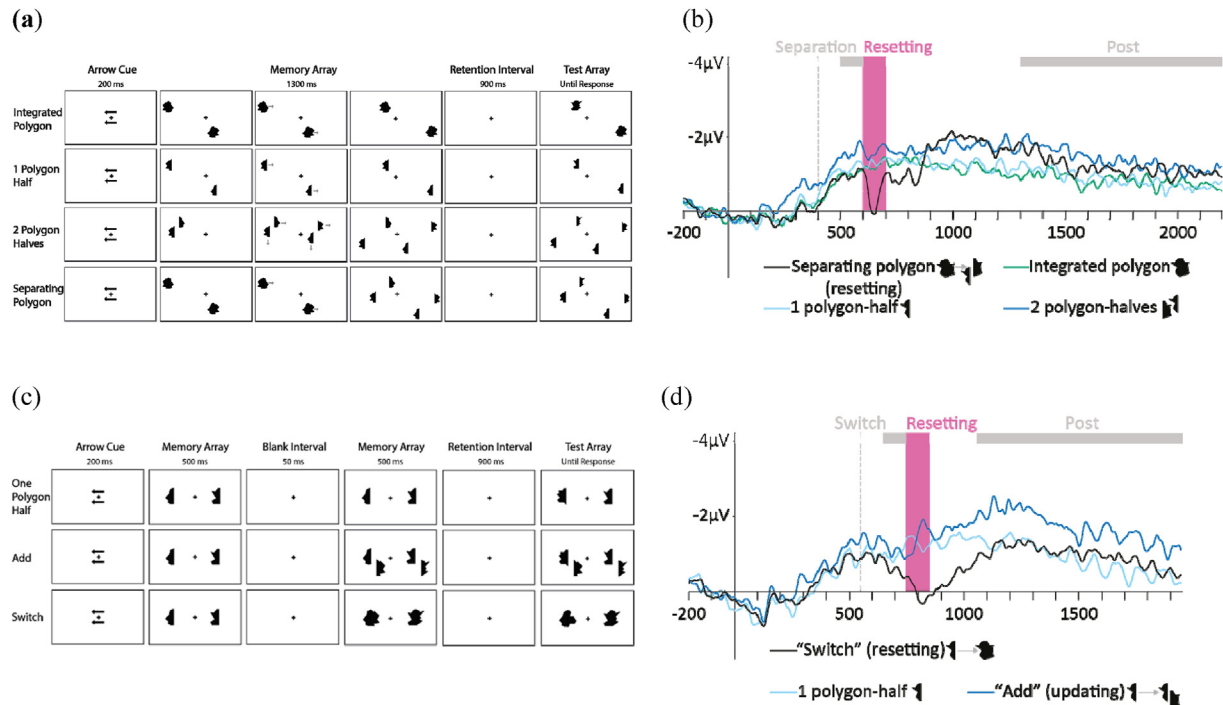 (a)
Arrow Cue Memory Array Retention Interval Test Array
200 ms 1300 ms 900 ms Until Response
Integrated
Polygon
1 Polygon
Half
2 Polygon
Halves
Separating
Polygon
(b)
Separation Resetting Post
-4µV
-2µV
-200 500 1000 1500 2000
Separating polygon Integrated polygon
(resetting)
1 polygon-half 2 polygon-halves
(c)
Arrow Cue Memory Array Blank Interval Memory Array Retention Interval Test Array
200 ms 500 ms 50 ms 500 ms 900 ms Until Response
One
Polygon
Half
Add
Switch
(d)
Switch Resetting Post
-4µV
-2µV
-200 500 1000 1500
"Switch" (resetting)
1 polygon-half "Add" (updating)